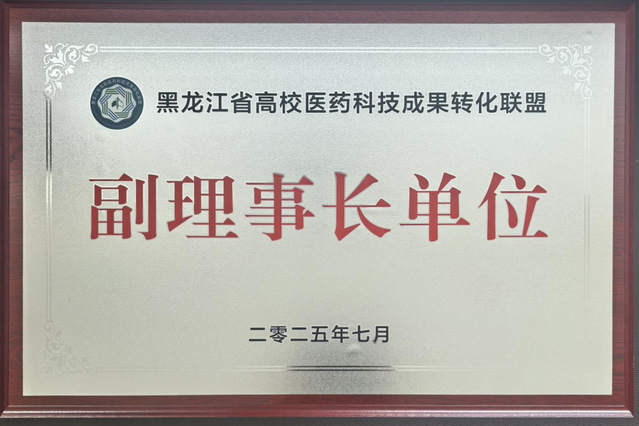 黑龙江省高校医药科技成果转化联盟
副理事长单位
二零二五年七月